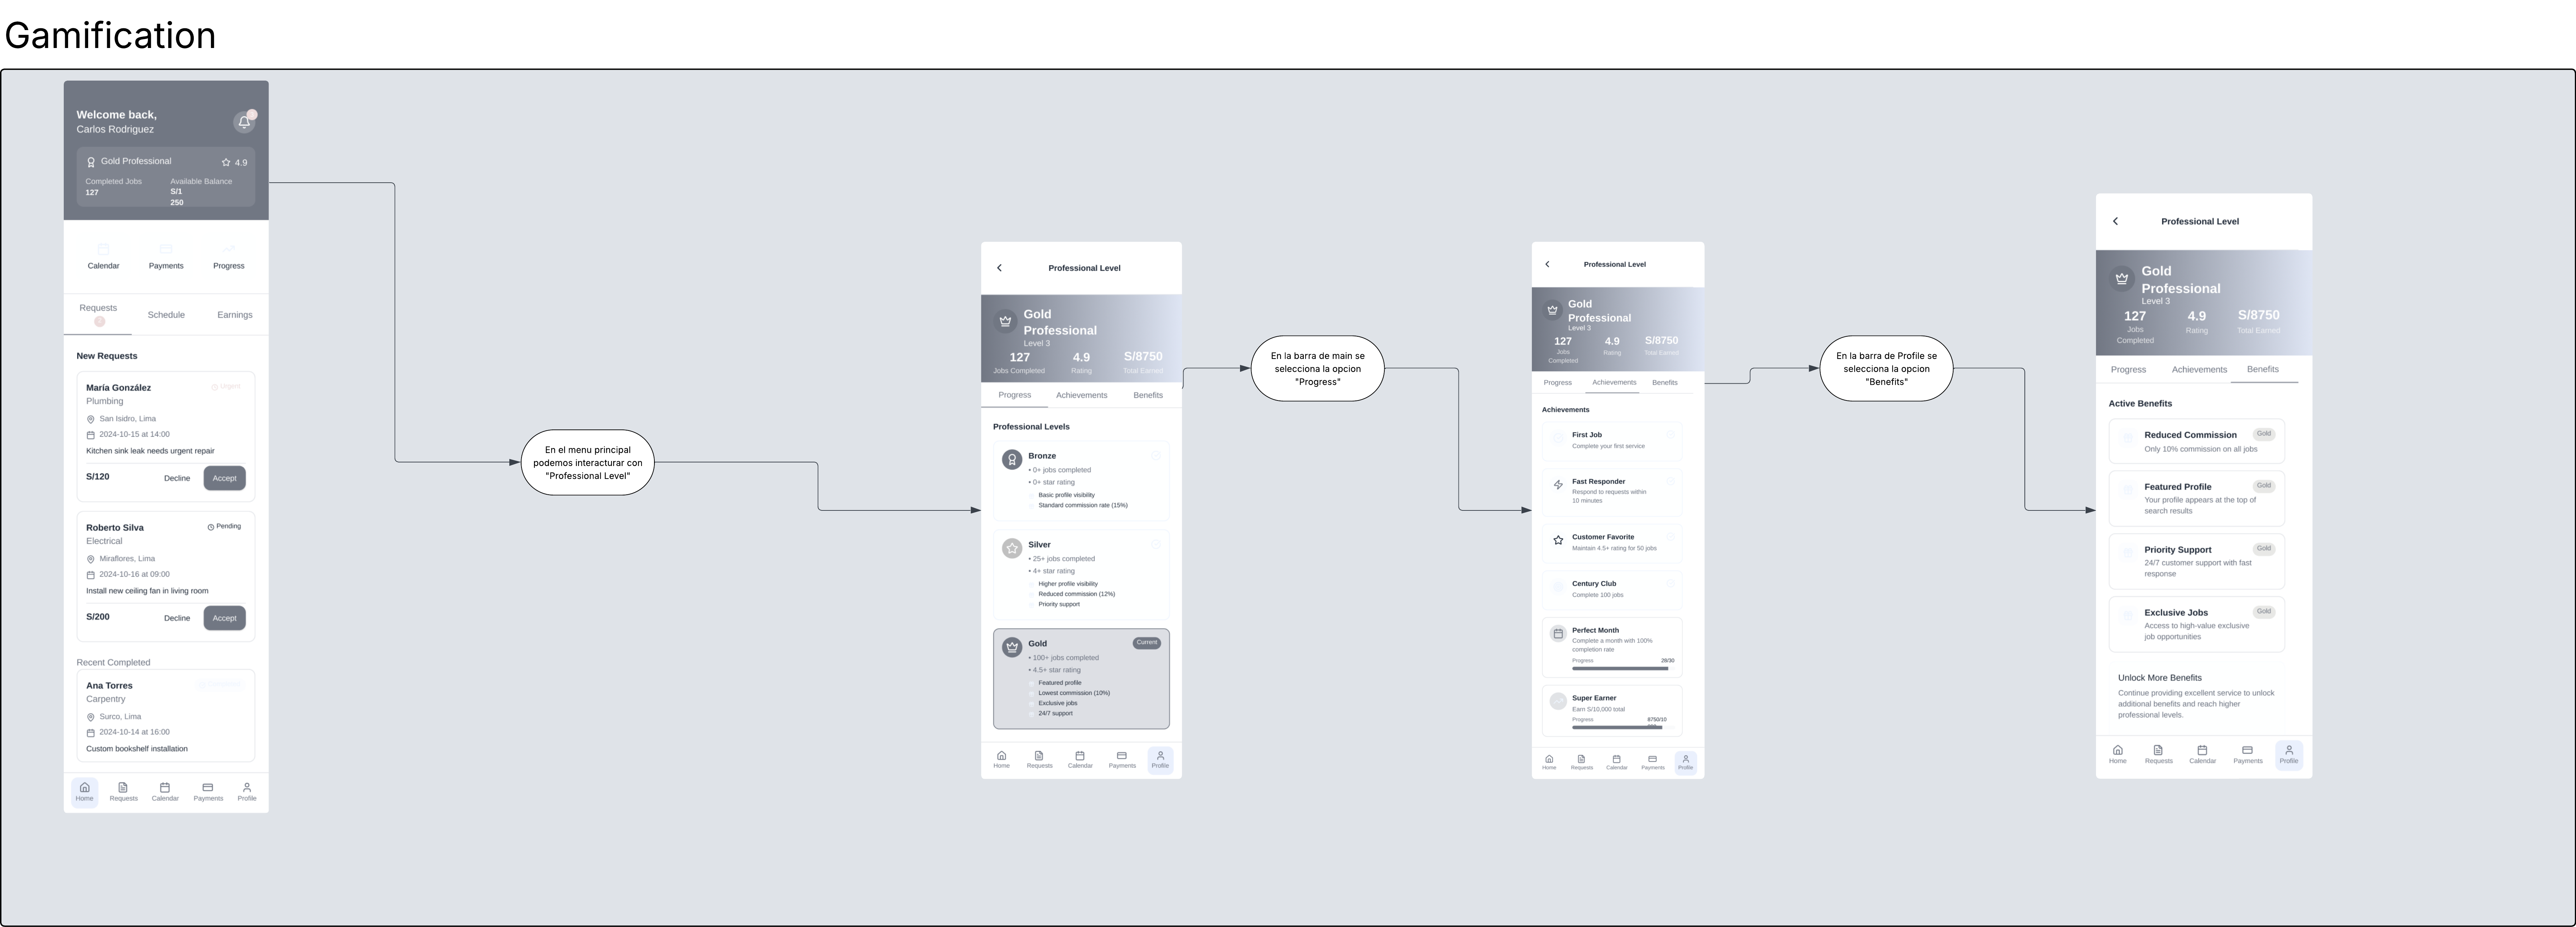 Gamification
Welcome back,
Carlos Rodriguez
Gold Professional
4.9
Completed Jobs
127
Available Balance
S/1
250
Calendar
Payments
Progress
Requests
Schedule
Earnings
New Requests
María González
Urgent
Plumbing
San Isidro, Lima
2024-10-15 at 14:00
Kitchen sink leak needs urgent repair
S/120
Decline
Accept
Roberto Silva
Pending
Electrical
Miraflores, Lima
2024-10-16 at 09:00
Install new ceiling fan in living room
S/200
Decline
Accept
Recent Completed
Ana Torres
Carpentry
Surco, Lima
2024-10-14 at 16:00
Custom bookshelf installation
Home
Requests
Calendar
Payments
Profile
En el menu principal
podemos interacturar con
"Professional Level"
Professional Level
Gold
Professional
Level 3
127
Jobs Completed
4.9
Rating
S/8750
Total Earned
Progress
Achievements
Benefits
Professional Levels
Bronze
• 0+ jobs completed
• 0+ star rating
Basic profile visibility
Standard commission rate (15%)
Silver
• 25+ jobs completed
• 4+ star rating
Higher profile visibility
Reduced commission (12%)
Priority support
Gold
Current
• 100+ jobs completed
• 4.5+ star rating
Featured profile
Lowest commission (10%)
Exclusive jobs
24/7 support
Home
Requests
Calendar
Payments
Profile
En la barra de main se
selecciona la opcion
"Progress"
Professional Level
Gold
Professional
Level 3
127
Jobs
Completed
4.9
Rating
S/8750
Total Earned
Progress
Achievements
Benefits
Achievements
First Job
Complete your first service
Fast Responder
Respond to requests within
10 minutes
Customer Favorite
Maintain 4.5+ rating for 50 jobs
Century Club
Complete 100 jobs
Perfect Month
Complete a month with 100%
completion rate
Progress
28/30
Super Earner
Earn S/10,000 total
Progress
8750/10
Home
Requests
Calendar
Payments
Profile
En la barra de Profile se
selecciona la opcion
"Benefits"
Professional Level
Gold
Professional
Level 3
127
Jobs
Completed
4.9
Rating
S/8750
Total Earned
Progress
Achievements
Benefits
Active Benefits
Reduced Commission
Gold
Only 10% commission on all jobs
Featured Profile
Gold
Your profile appears at the top of
search results
Priority Support
Gold
24/7 customer support with fast
response
Exclusive Jobs
Gold
Access to high-value exclusive
job opportunities
Unlock More Benefits
Continue providing excellent service to unlock
additional benefits and reach higher
professional levels.
Home
Requests
Calendar
Payments
Profile